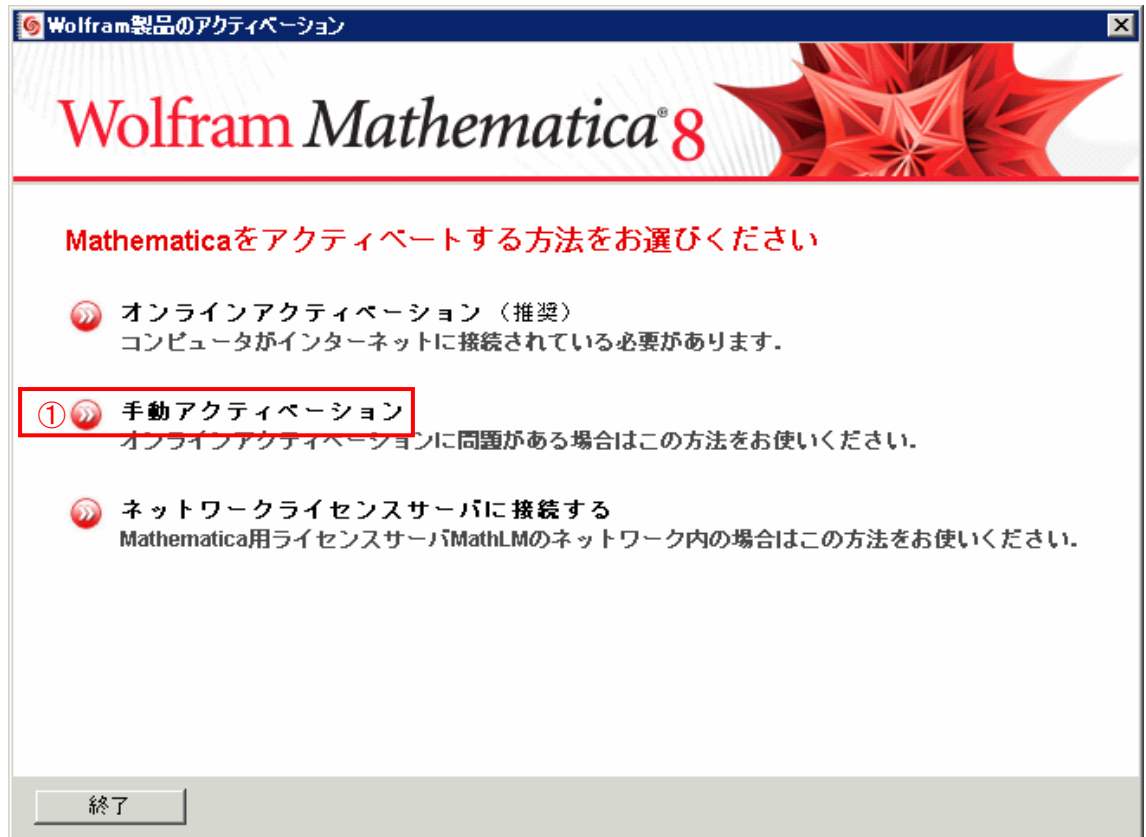 Wolfram製品のアクティベーション
Wolfram Mathematica®8
Mathematicaをアクティベートする方法をお選びください
オンラインアクティベーション（推奨）
コンピュータがインターネットに接続されている必要があります．
① 手動アクティベーション
オンラインアクティベーションに問題がある場合はこの方法をお使いください．
ネットワークライセンスサーバに接続する
Mathematica用ライセンスサーバMathLMのネットワーク内の場合はこの方法をお使いください．
終了